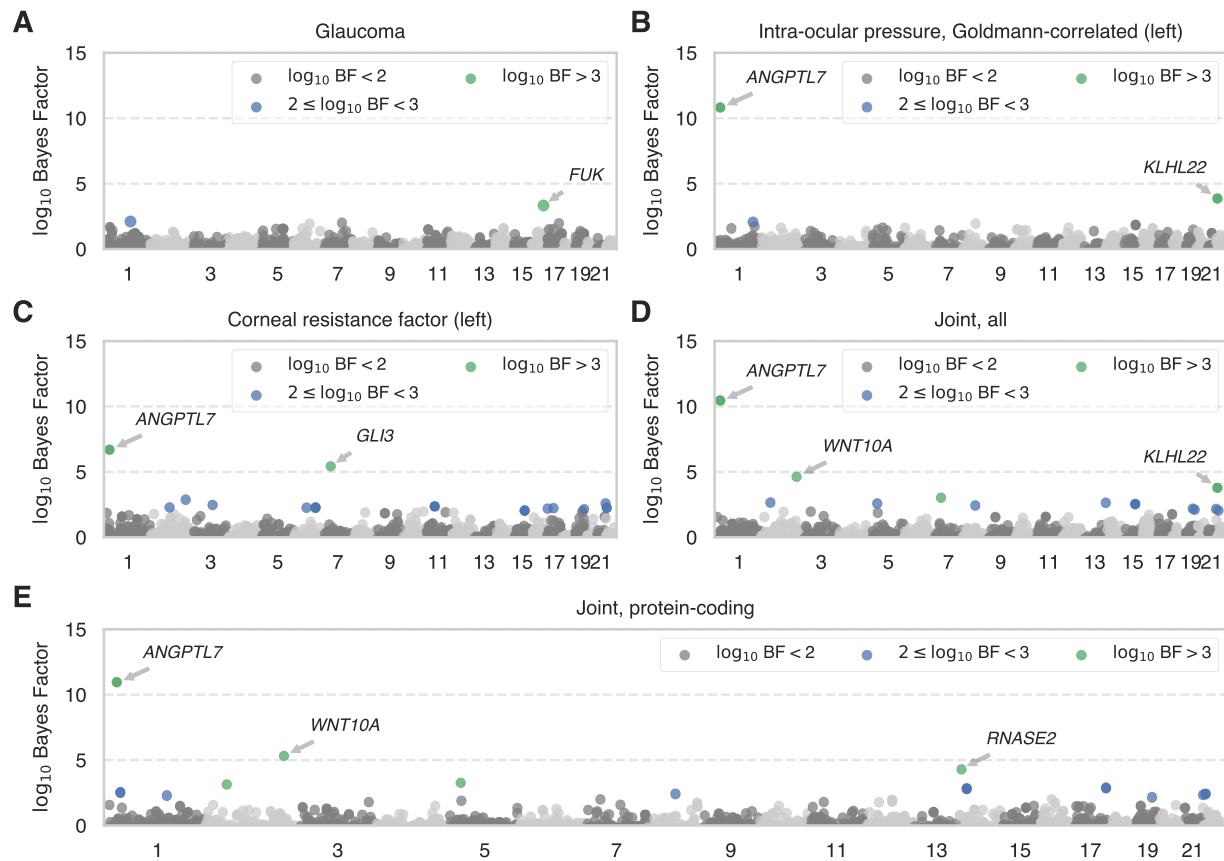 A
Glaucoma
log₁₀ Bayes Factor
15
10
5
0
log₁₀ BF < 2
log₁₀ BF > 3
2 ≤ log₁₀ BF < 3
FUK
1 3 5 7 9 11 13 15 17 19 21
B
Intra-ocular pressure, Goldmann-correlated (left)
log₁₀ Bayes Factor
15
10
5
0
ANGPTL7
log₁₀ BF < 2
log₁₀ BF > 3
2 ≤ log₁₀ BF < 3
KLHL22
1 3 5 7 9 11 13 15 17 19 21
C
Corneal resistance factor (left)
log₁₀ Bayes Factor
15
10
5
0
log₁₀ BF < 2
log₁₀ BF > 3
2 ≤ log₁₀ BF < 3
ANGPTL7
GLI3
1 3 5 7 9 11 13 15 17 19 21
D
Joint, all
log₁₀ Bayes Factor
15
10
5
0
ANGPTL7
log₁₀ BF < 2
log₁₀ BF > 3
2 ≤ log₁₀ BF < 3
WNT10A
KLHL22
1 3 5 7 9 11 13 15 17 19 21
E
Joint, protein-coding
log₁₀ Bayes Factor
15
10
5
0
ANGPTL7
log₁₀ BF < 2
2 ≤ log₁₀ BF < 3
log₁₀ BF > 3
WNT10A
RNASE2
1 3 5 7 9 11 13 15 17 19 21